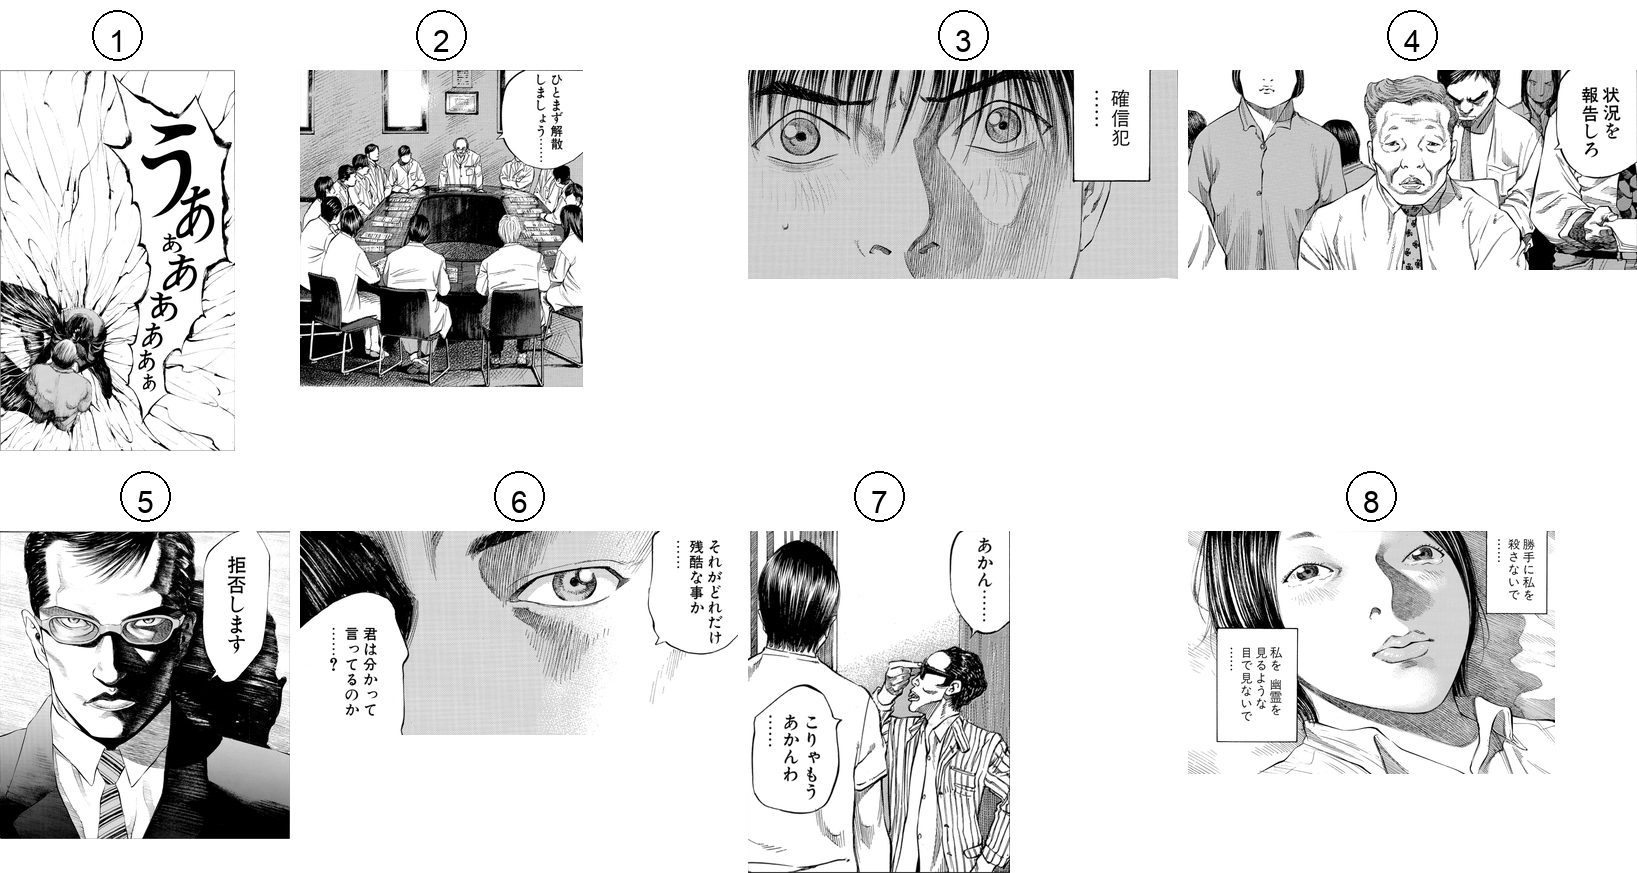 1
うぁぁあああぁぁ
2
ひとまず解散
しましょう……
3
確信犯
……
4
状況を
報告しろ
5
拒否します
6
それがどれだけ
残酷な事か
……
君は分かって
言ってるのか
……？
7
あかん……
こりゃもう
あかんわ
……
8
勝手に私を
殺さないで
……
私を 幽霊を
見るような
目で見ないで
……